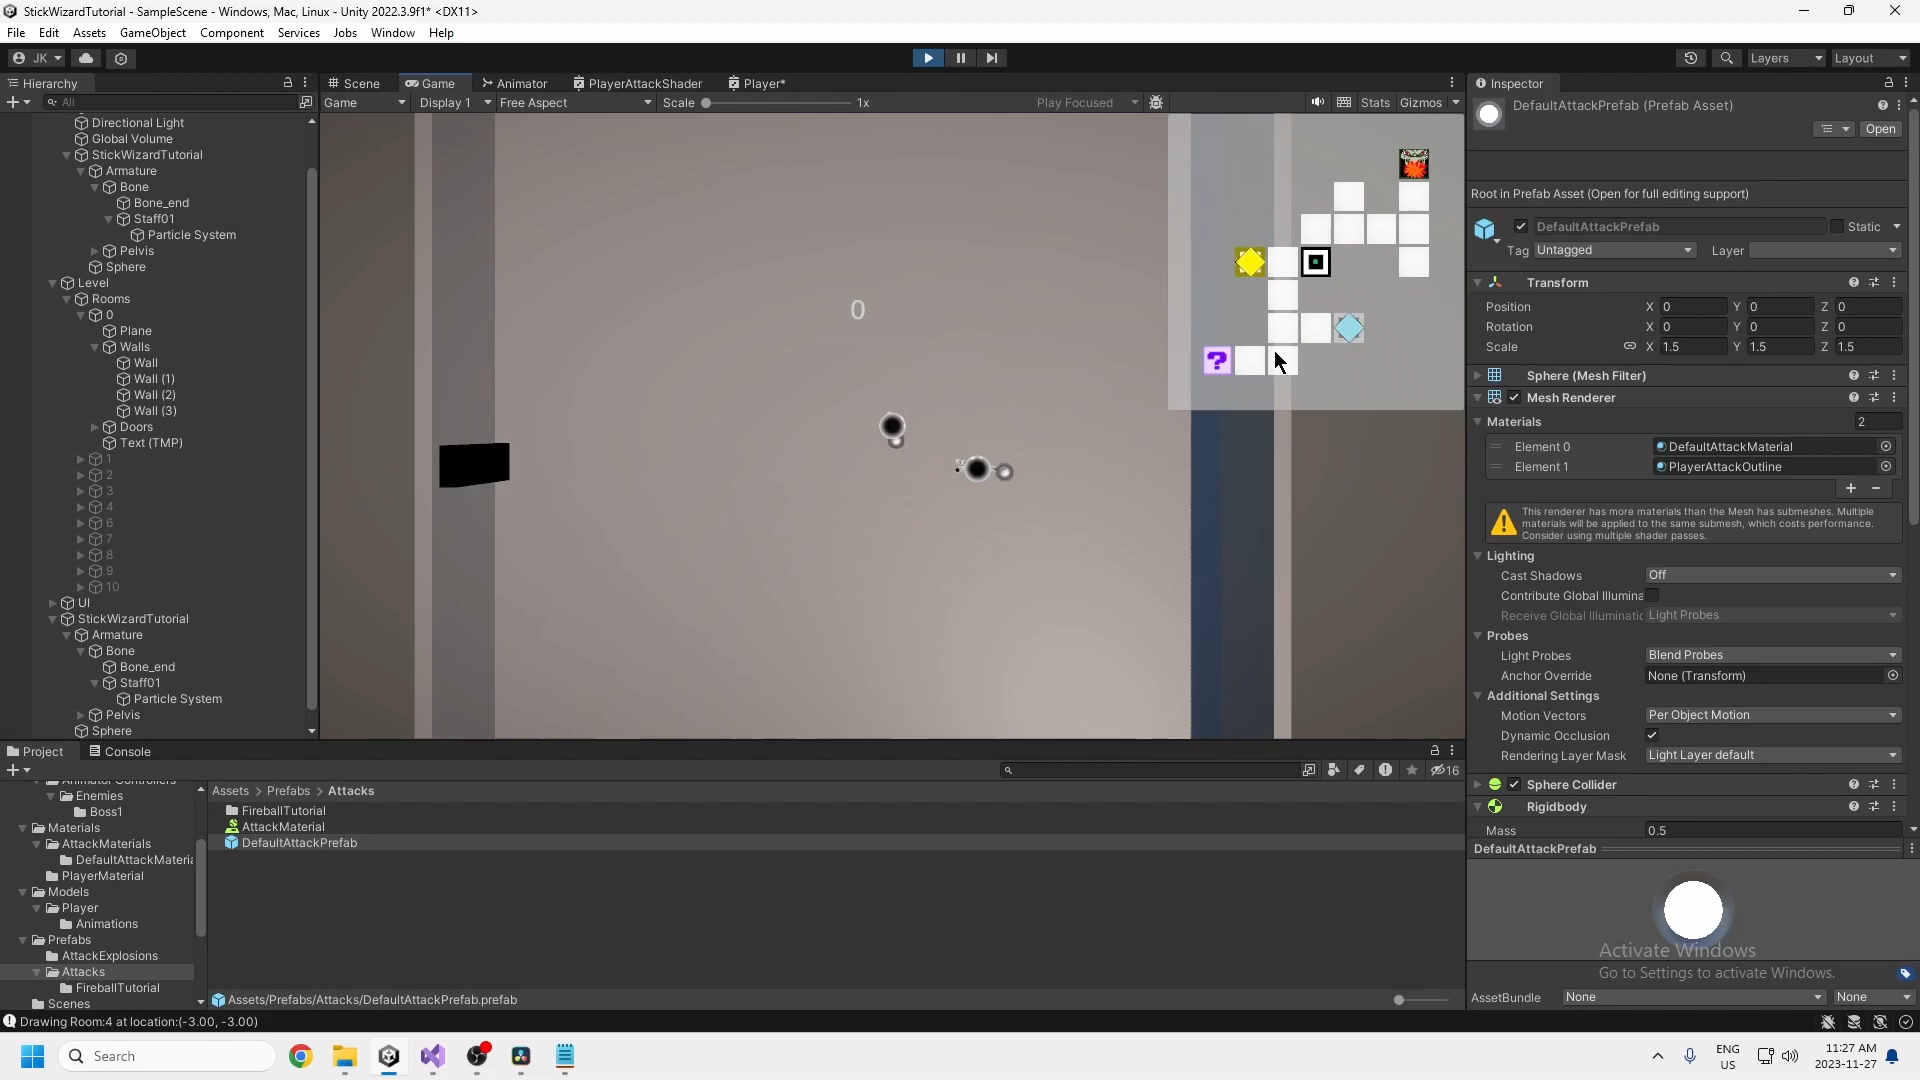 StickWizardTutorial - SampleScene - Windows, Mac, Linux - Unity 2022.3.9f1* <DX11>
File Edit Assets GameObject Component Services Jobs Window Help
JK Layers Layout
Hierarchy
All
Directional Light
Global Volume
StickWizardTutorial
Armature
Bone
Bone_end
Staff01
Particle System
Pelvis
Sphere
Level
Rooms
0
Plane
Walls
Wall
Wall (1)
Wall (2)
Wall (3)
Doors
Text (TMP)
1
2
3
4
6
7
8
9
10
UI
StickWizardTutorial
Armature
Bone
Bone_end
Staff01
Particle System
Pelvis
Sphere
Scene Game Animator PlayerAttackShader Player*
Game Display 1 Free Aspect Scale 1x Play Focused Stats Gizmos
0
?
Inspector
DefaultAttackPrefab (Prefab Asset)
Open
Root in Prefab Asset (Open for full editing support)
DefaultAttackPrefab Static
Tag Untagged Layer
Transform
Position X 0 Y 0 Z 0
Rotation X 0 Y 0 Z 0
Scale X 1.5 Y 1.5 Z 1.5
Sphere (Mesh Filter)
Mesh Renderer
Materials 2
Element 0 DefaultAttackMaterial
Element 1 PlayerAttackOutline
This renderer has more materials than the Mesh has submeshes. Multiple
materials will be applied to the same submesh, which costs performance.
Consider using multiple shader passes.
Lighting
Cast Shadows Off
Contribute Global Illumina
Receive Global Illuminatic Light Probes
Probes
Light Probes Blend Probes
Anchor Override None (Transform)
Additional Settings
Motion Vectors Per Object Motion
Dynamic Occlusion
Rendering Layer Mask Light Layer default
Sphere Collider
Rigidbody
Mass 0.5
DefaultAttackPrefab
Activate Windows
Go to Settings to activate Windows.
AssetBundle None None
Project Console
16
Animator Controllers
Enemies
Boss1
Materials
AttackMaterials
DefaultAttackMateria
PlayerMaterial
Models
Player
Animations
Prefabs
AttackExplosions
Attacks
FireballTutorial
Scenes
Assets > Prefabs > Attacks
FireballTutorial
AttackMaterial
DefaultAttackPrefab
Assets/Prefabs/Attacks/DefaultAttackPrefab.prefab
Drawing Room:4 at location:(-3.00, -3.00)
Search
ENG
US
11:27 AM
2023-11-27